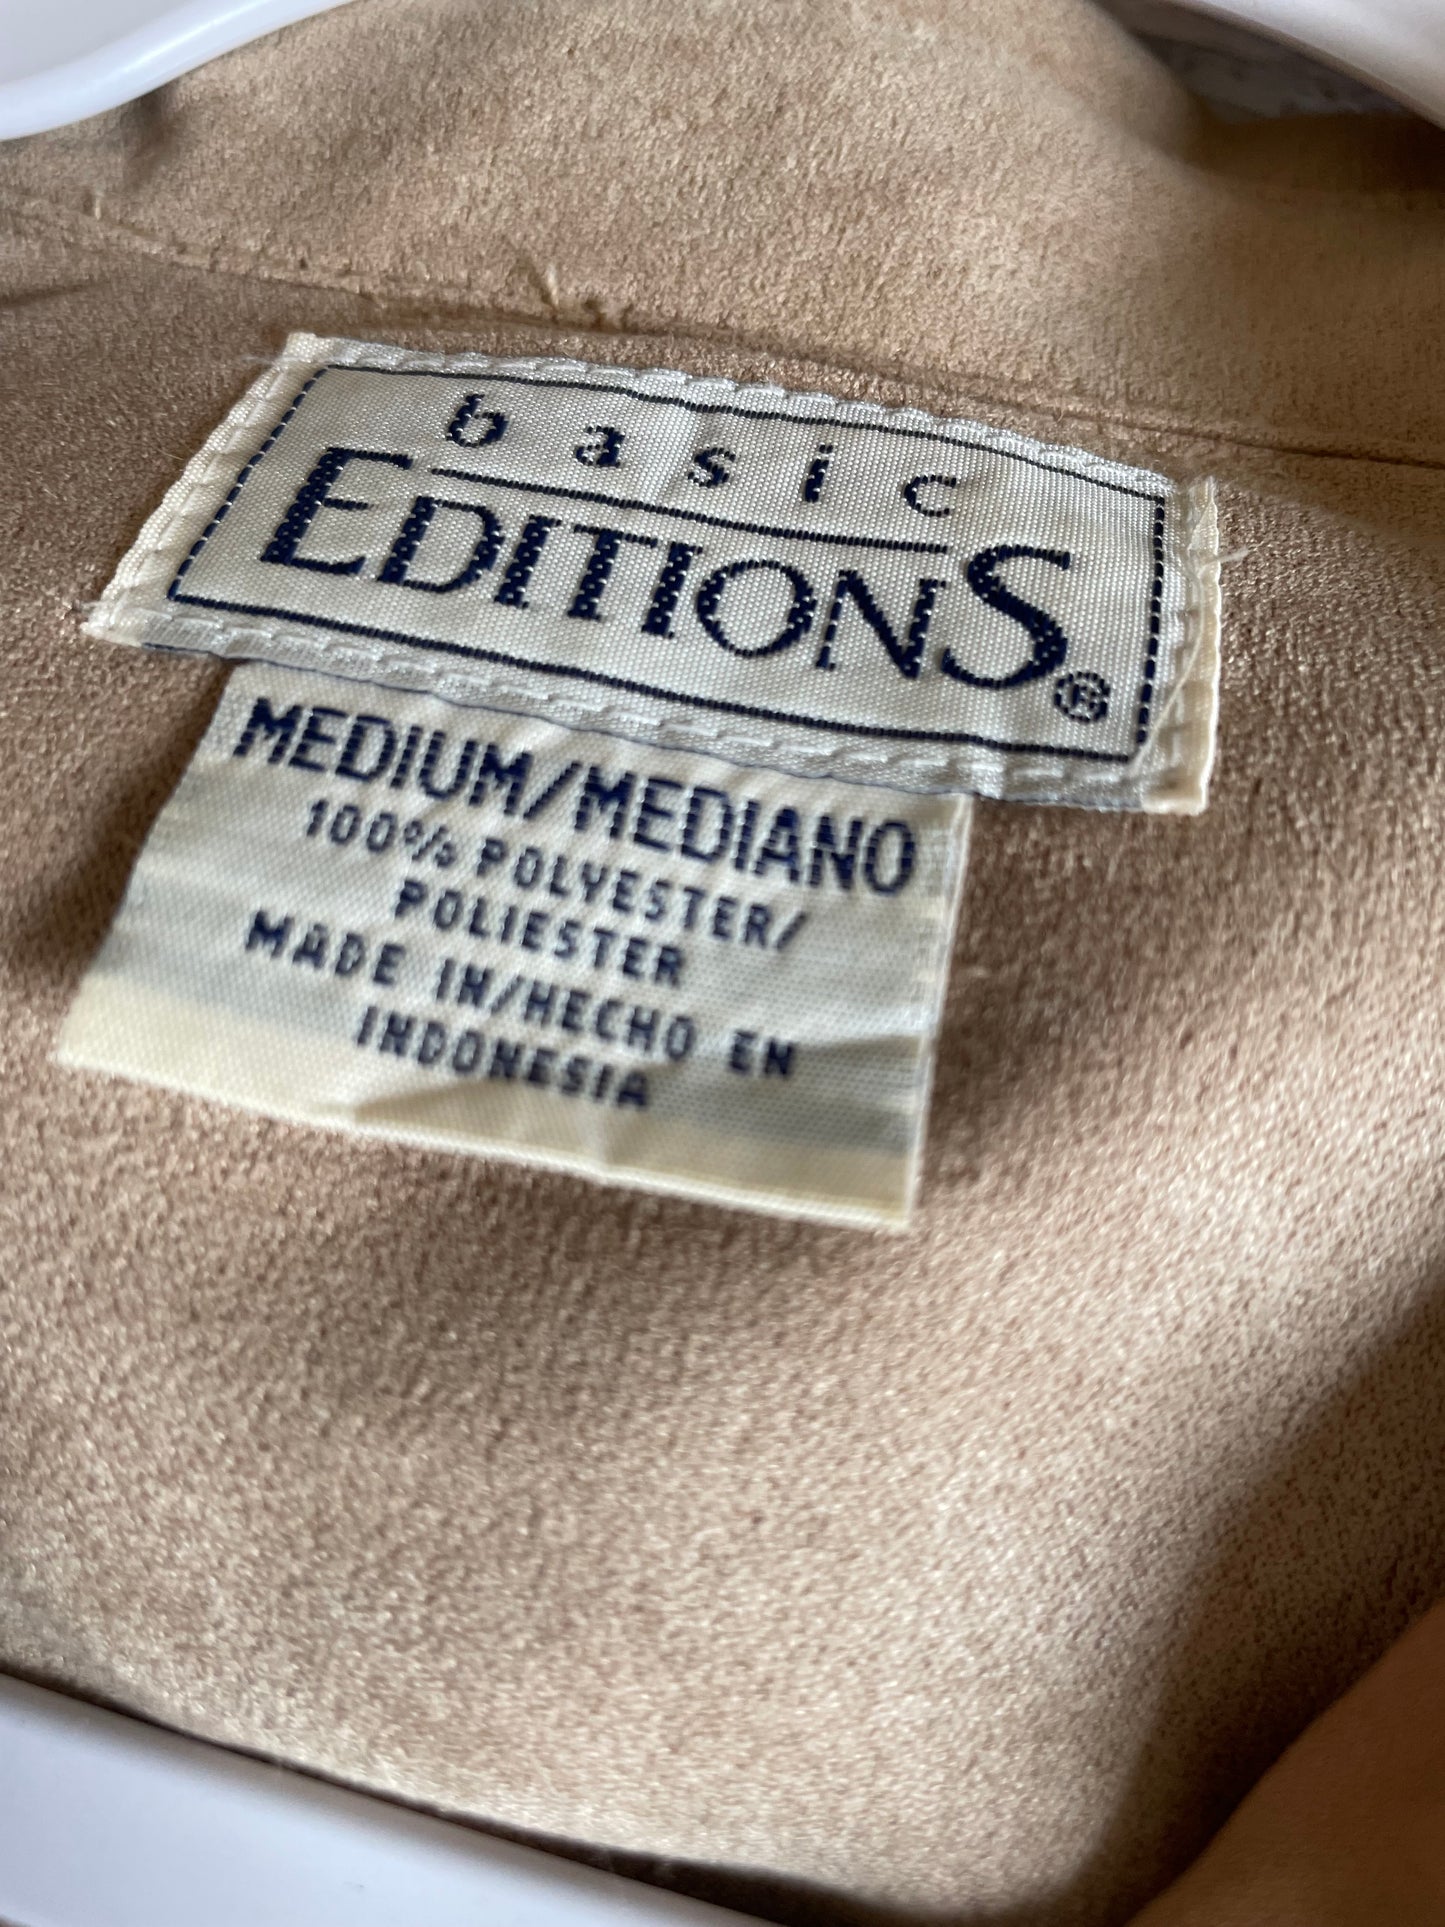 basic
EDITIONS®
MEDIUM/MEDIANO
100% POLYESTER/
POLIESTER
MADE IN/HECHO EN
INDONESIA